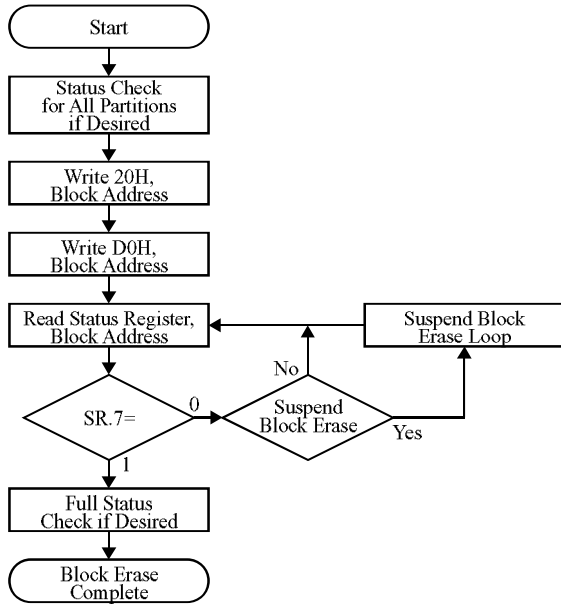 Start
Status Check
for All Partitions
if Desired
Write 20H,
Block Address
Write D0H,
Block Address
Read Status Register,
Block Address
Suspend Block
Erase Loop
No
SR.7=
0
Suspend
Block Erase
Yes
1
Full Status
Check if Desired
Block Erase
Complete